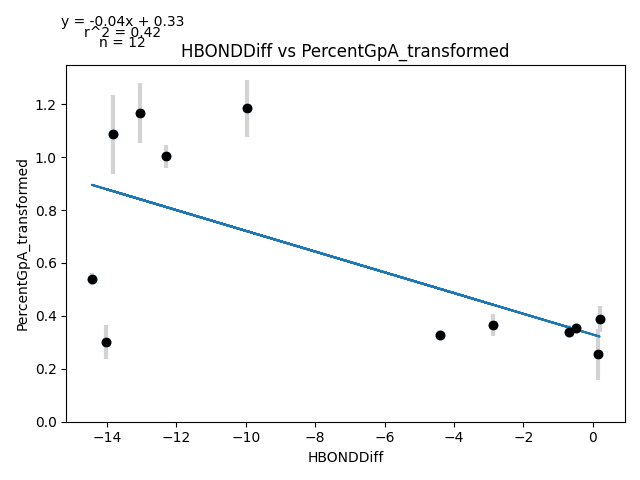 y = -0.04x + 0.33
r^2 = 0.42
n = 12
HBONDDiff vs PercentGpA_transformed
PercentGpA_transformed
1.2
1.0
0.8
0.6
0.4
0.2
0.0
−14
−12
−10
−8
−6
−4
−2
0
HBONDDiff